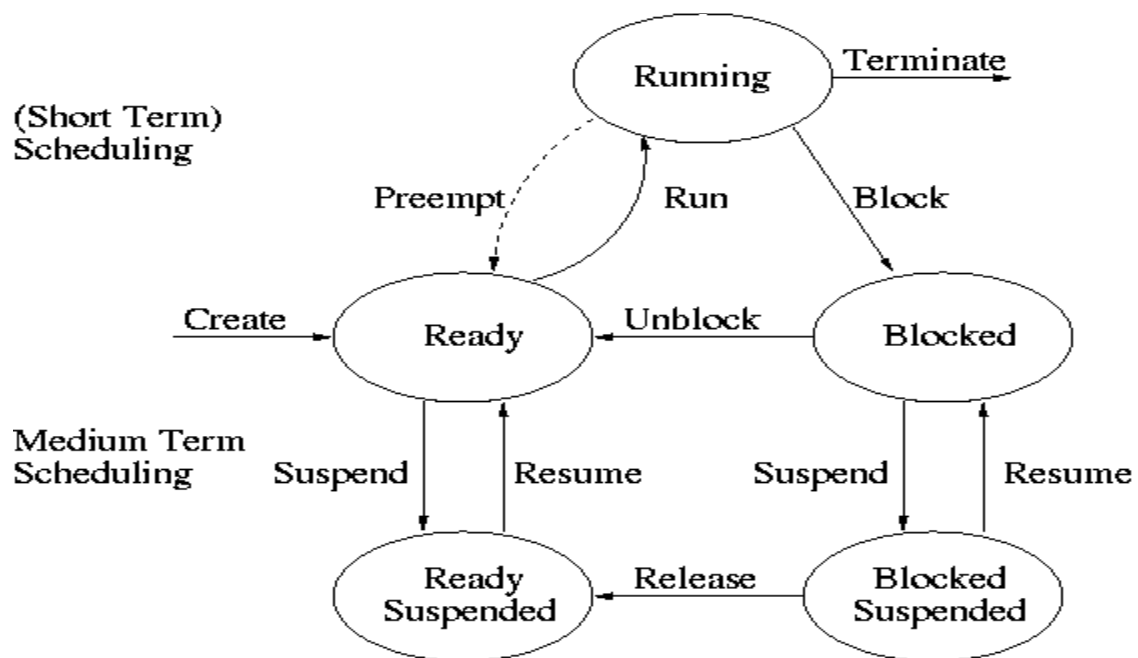 Running
Terminate
(Short Term)
Scheduling
Preempt
Run
Block
Create
Ready
Unblock
Blocked
Medium Term
Scheduling
Suspend
Resume
Suspend
Resume
Ready
Suspended
Release
Blocked
Suspended